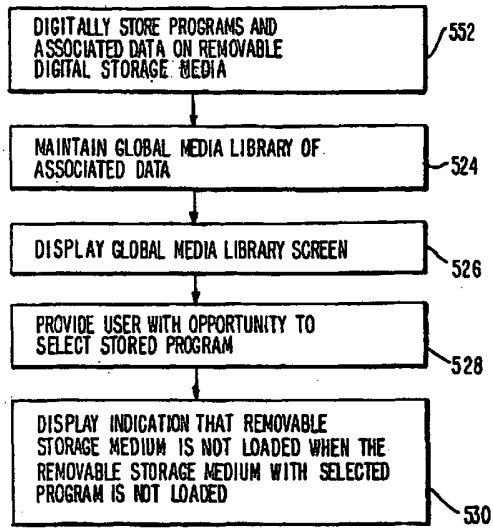 DIGITALLY STORE PROGRAMS AND
ASSOCIATED DATA ON REMOVABLE
DIGITAL STORAGE MEDIA
552
MAINTAIN GLOBAL MEDIA LIBRARY OF
ASSOCIATED DATA
524
DISPLAY GLOBAL MEDIA LIBRARY SCREEN
526
PROVIDE USER WITH OPPORTUNITY TO
SELECT STORED PROGRAM
528
DISPLAY INDICATION THAT REMOVABLE
STORAGE MEDIUM IS NOT LOADED WHEN THE
REMOVABLE STORAGE MEDIUM WITH SELECTED
PROGRAM IS NOT LOADED
530